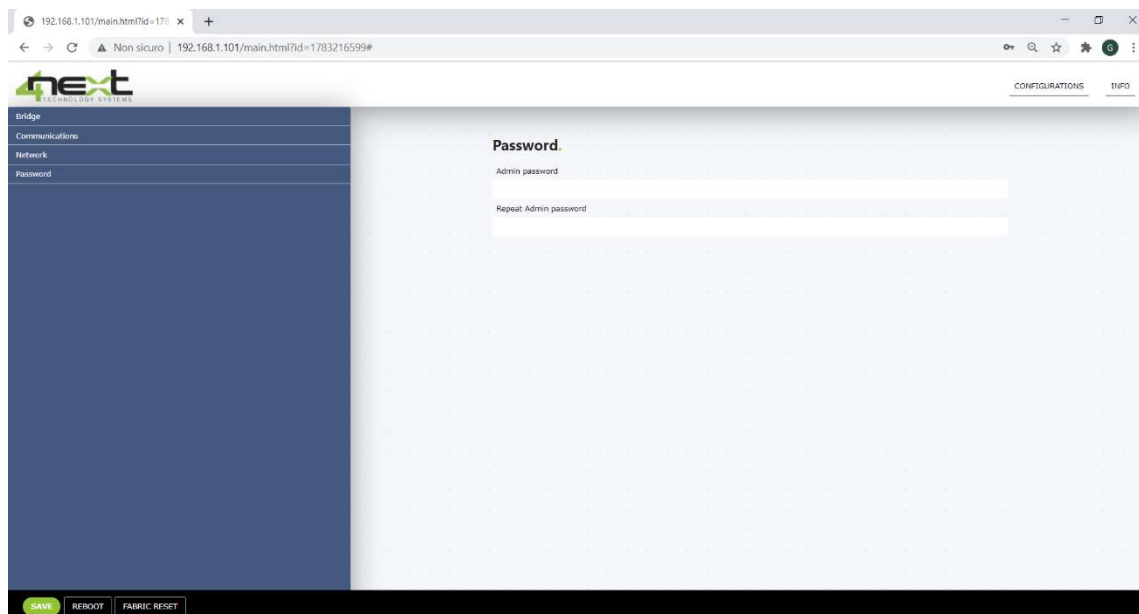 192.168.1.101/main.html?id=178
Non sicuro | 192.168.1.101/main.html?id=1783216599#
G
4next
TECHNOLOGY SYSTEMS
CONFIGURATIONS
INFO
Bridge
Communications
Network
Password
Password.
Admin password
Repeat Admin password
SAVE
REBOOT
FABRIC RESET